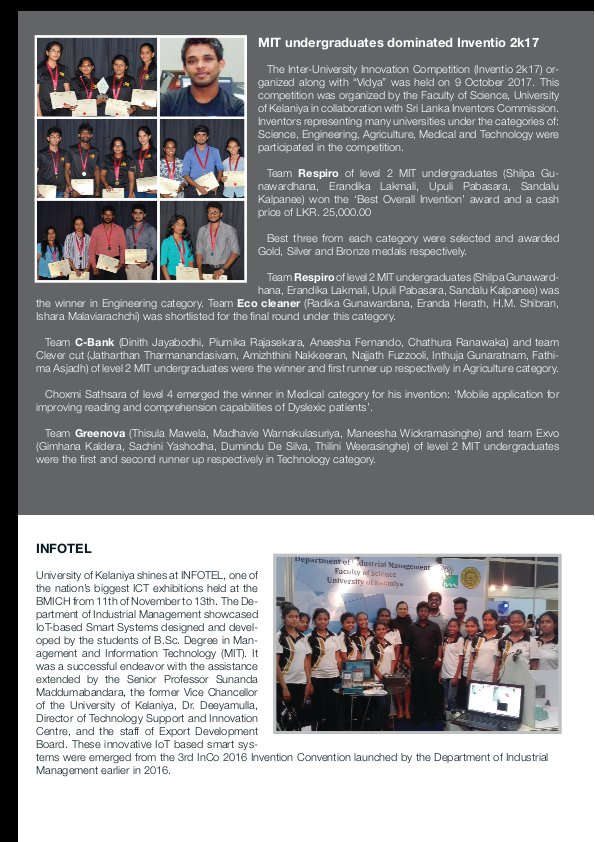 MIT undergraduates dominated Inventio 2k17
The Inter-University Innovation Competition (Inventio 2k17) or-
ganized along with “Vidya” was held on 9 October 2017. This
competition was organized by the Faculty of Science, University
of Kelaniya in collaboration with Sri Lanka Inventors Commission.
Inventors representing many universities under the categories of:
Science, Engineering, Agriculture, Medical and Technology were
participated in the competition.
Team Respiro of level 2 MIT undergraduates (Shilpa Gu-
nawardhana, Erandika Lakmali, Upuli Pabasara, Sandalu
Kalpanee) won the ‘Best Overall Invention’ award and a cash
price of LKR. 25,000.00
Best three from each category were selected and awarded
Gold, Silver and Bronze medals respectively.
Team Respiro of level 2 MIT undergraduates (Shilpa Gunaward-
hana, Erandika Lakmali, Upuli Pabasara, Sandalu Kalpanee) was
the winner in Engineering category. Team Eco cleaner (Radika Gunawardana, Eranda Herath, H.M. Shibran,
Ishara Malaviarachchi) was shortlisted for the final round under this category.
Team C-Bank (Dinith Jayabodhi, Piumika Rajasekara, Aneesha Fernando, Chathura Ranawaka) and team
Clever cut (Jatharthan Tharmanandasivam, Amizhthini Nakkeeran, Najjath Fuzzooli, Inthuja Gunaratnam, Fathi-
ma Asjadh) of level 2 MIT undergraduates were the winner and first runner up respectively in Agriculture category.
Choxmi Sathsara of level 4 emerged the winner in Medical category for his invention: ‘Mobile application for
improving reading and comprehension capabilities of Dyslexic patients’.
Team Greenova (Thisula Mawela, Madhavie Warnakulasuriya, Maneesha Wickramasinghe) and team Exvo
(Gimhana Kaldera, Sachini Yashodha, Dumindu De Silva, Thilini Weerasinghe) of level 2 MIT undergraduates
were the first and second runner up respectively in Technology category.
INFOTEL
University of Kelaniya shines at INFOTEL, one of
the nation’s biggest ICT exhibitions held at the
BMICH from 11th of November to 13th. The De-
partment of Industrial Management showcased
IoT-based Smart Systems designed and devel-
oped by the students of B.Sc. Degree in Man-
agement and Information Technology (MIT). It
was a successful endeavor with the assistance
extended by the Senior Professor Sunanda
Maddumabandara, the former Vice Chancellor
of the University of Kelaniya, Dr. Deeyamulla,
Director of Technology Support and Innovation
Centre, and the staff of Export Development
Board. These innovative IoT based smart sys-
tems were emerged from the 3rd InCo 2016 Invention Convention launched by the Department of Industrial
Management earlier in 2016.
Department of Industrial Management
Faculty of Science
University of Kelaniya